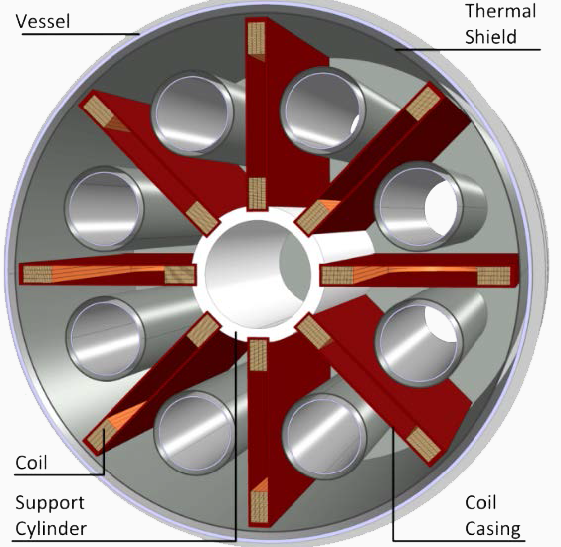 Vessel
Thermal
Shield
Coil
Support
Cylinder
Coil
Casing